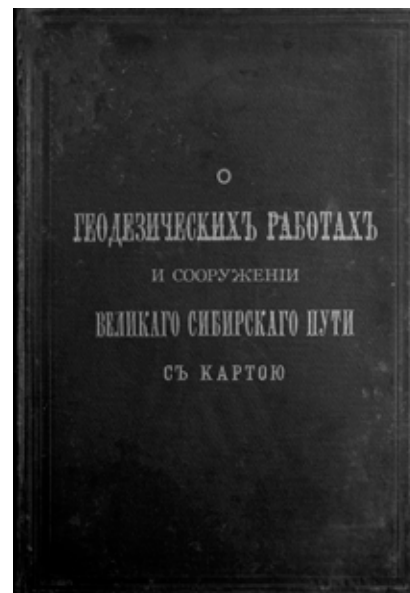 О
ГЕОДЕЗИЧЕСКИХЪ РАБОТАХЪ
И СООРУЖЕНІИ
ВЕЛИКАГО СИБИРСКАГО ПУТИ
СЪ КАРТОЮ